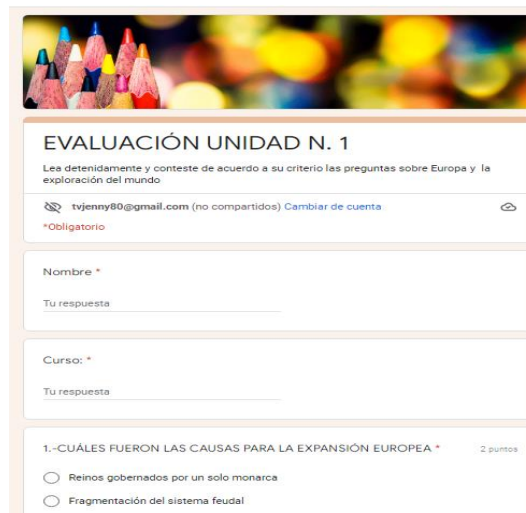 EVALUACIÓN UNIDAD N. 1
Lea detenidamente y conteste de acuerdo a su criterio las preguntas sobre Europa y la
exploración del mundo
tvjenny80@gmail.com (no compartidos) Cambiar de cuenta
*Obligatorio
Nombre *
Tu respuesta
Curso: *
Tu respuesta
1.-CUÁLES FUERON LAS CAUSAS PARA LA EXPANSIÓN EUROPEA * 2 puntos
Reinos gobernados por un solo monarca
Fragmentación del sistema feudal